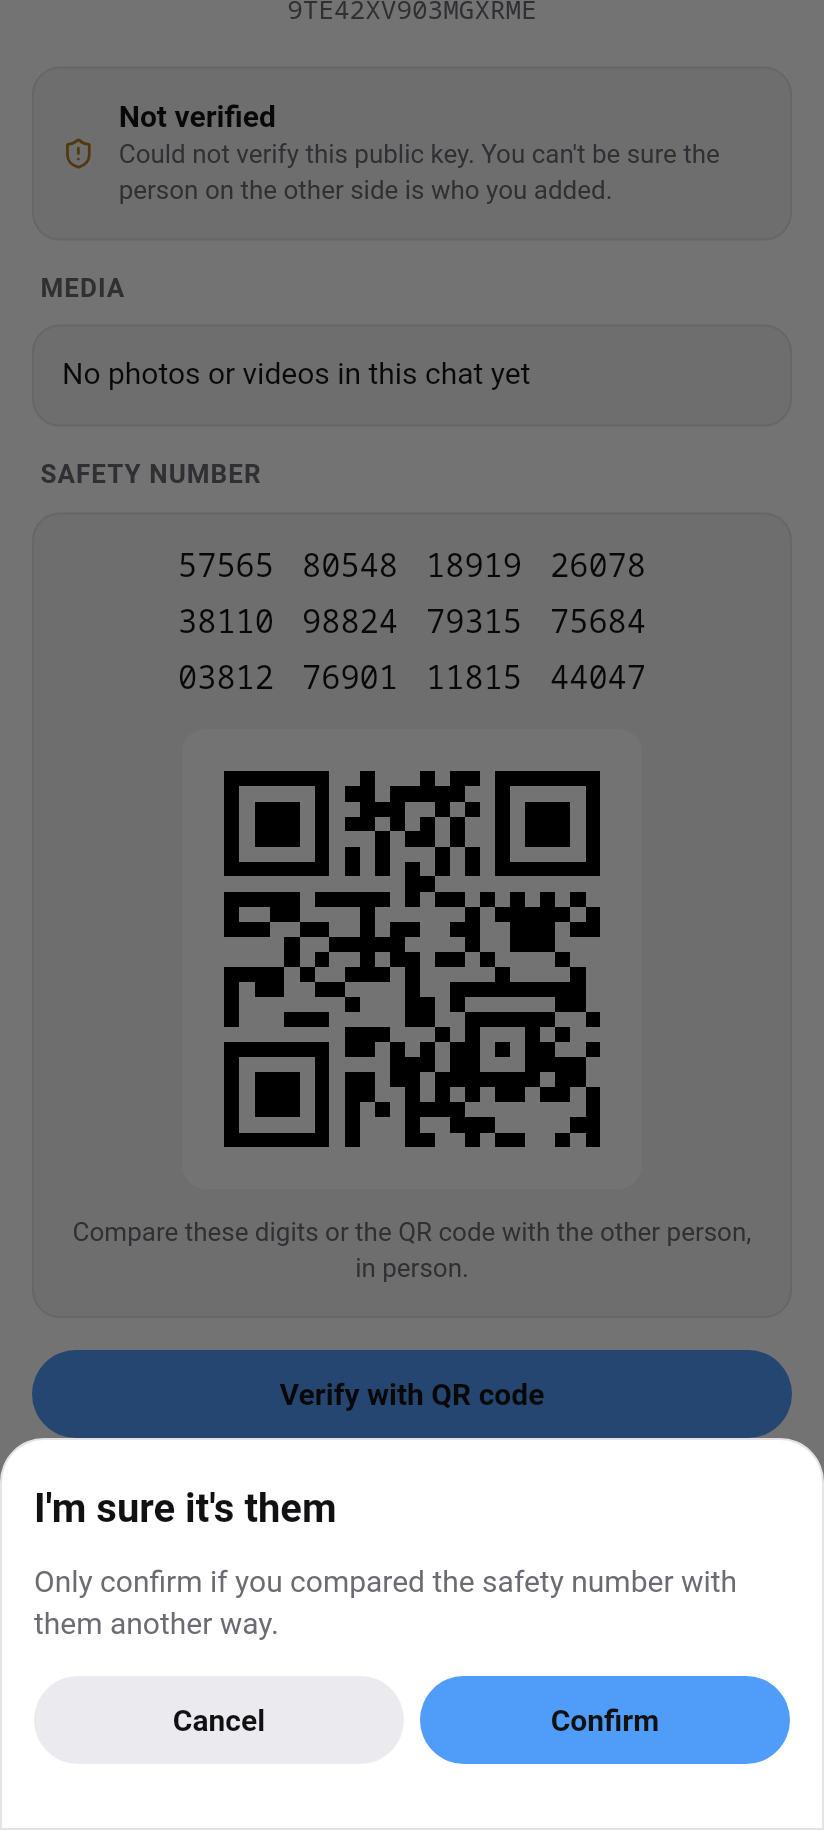 9TE42XV903MGXRME
Not verified
Could not verify this public key. You can't be sure the
person on the other side is who you added.
MEDIA
No photos or videos in this chat yet
SAFETY NUMBER
57565 80548 18919 26078
38110 98824 79315 75684
03812 76901 11815 44047
Compare these digits or the QR code with the other person,
in person.
Verify with QR code
I'm sure it's them
Only confirm if you compared the safety number with
them another way.
Cancel Confirm